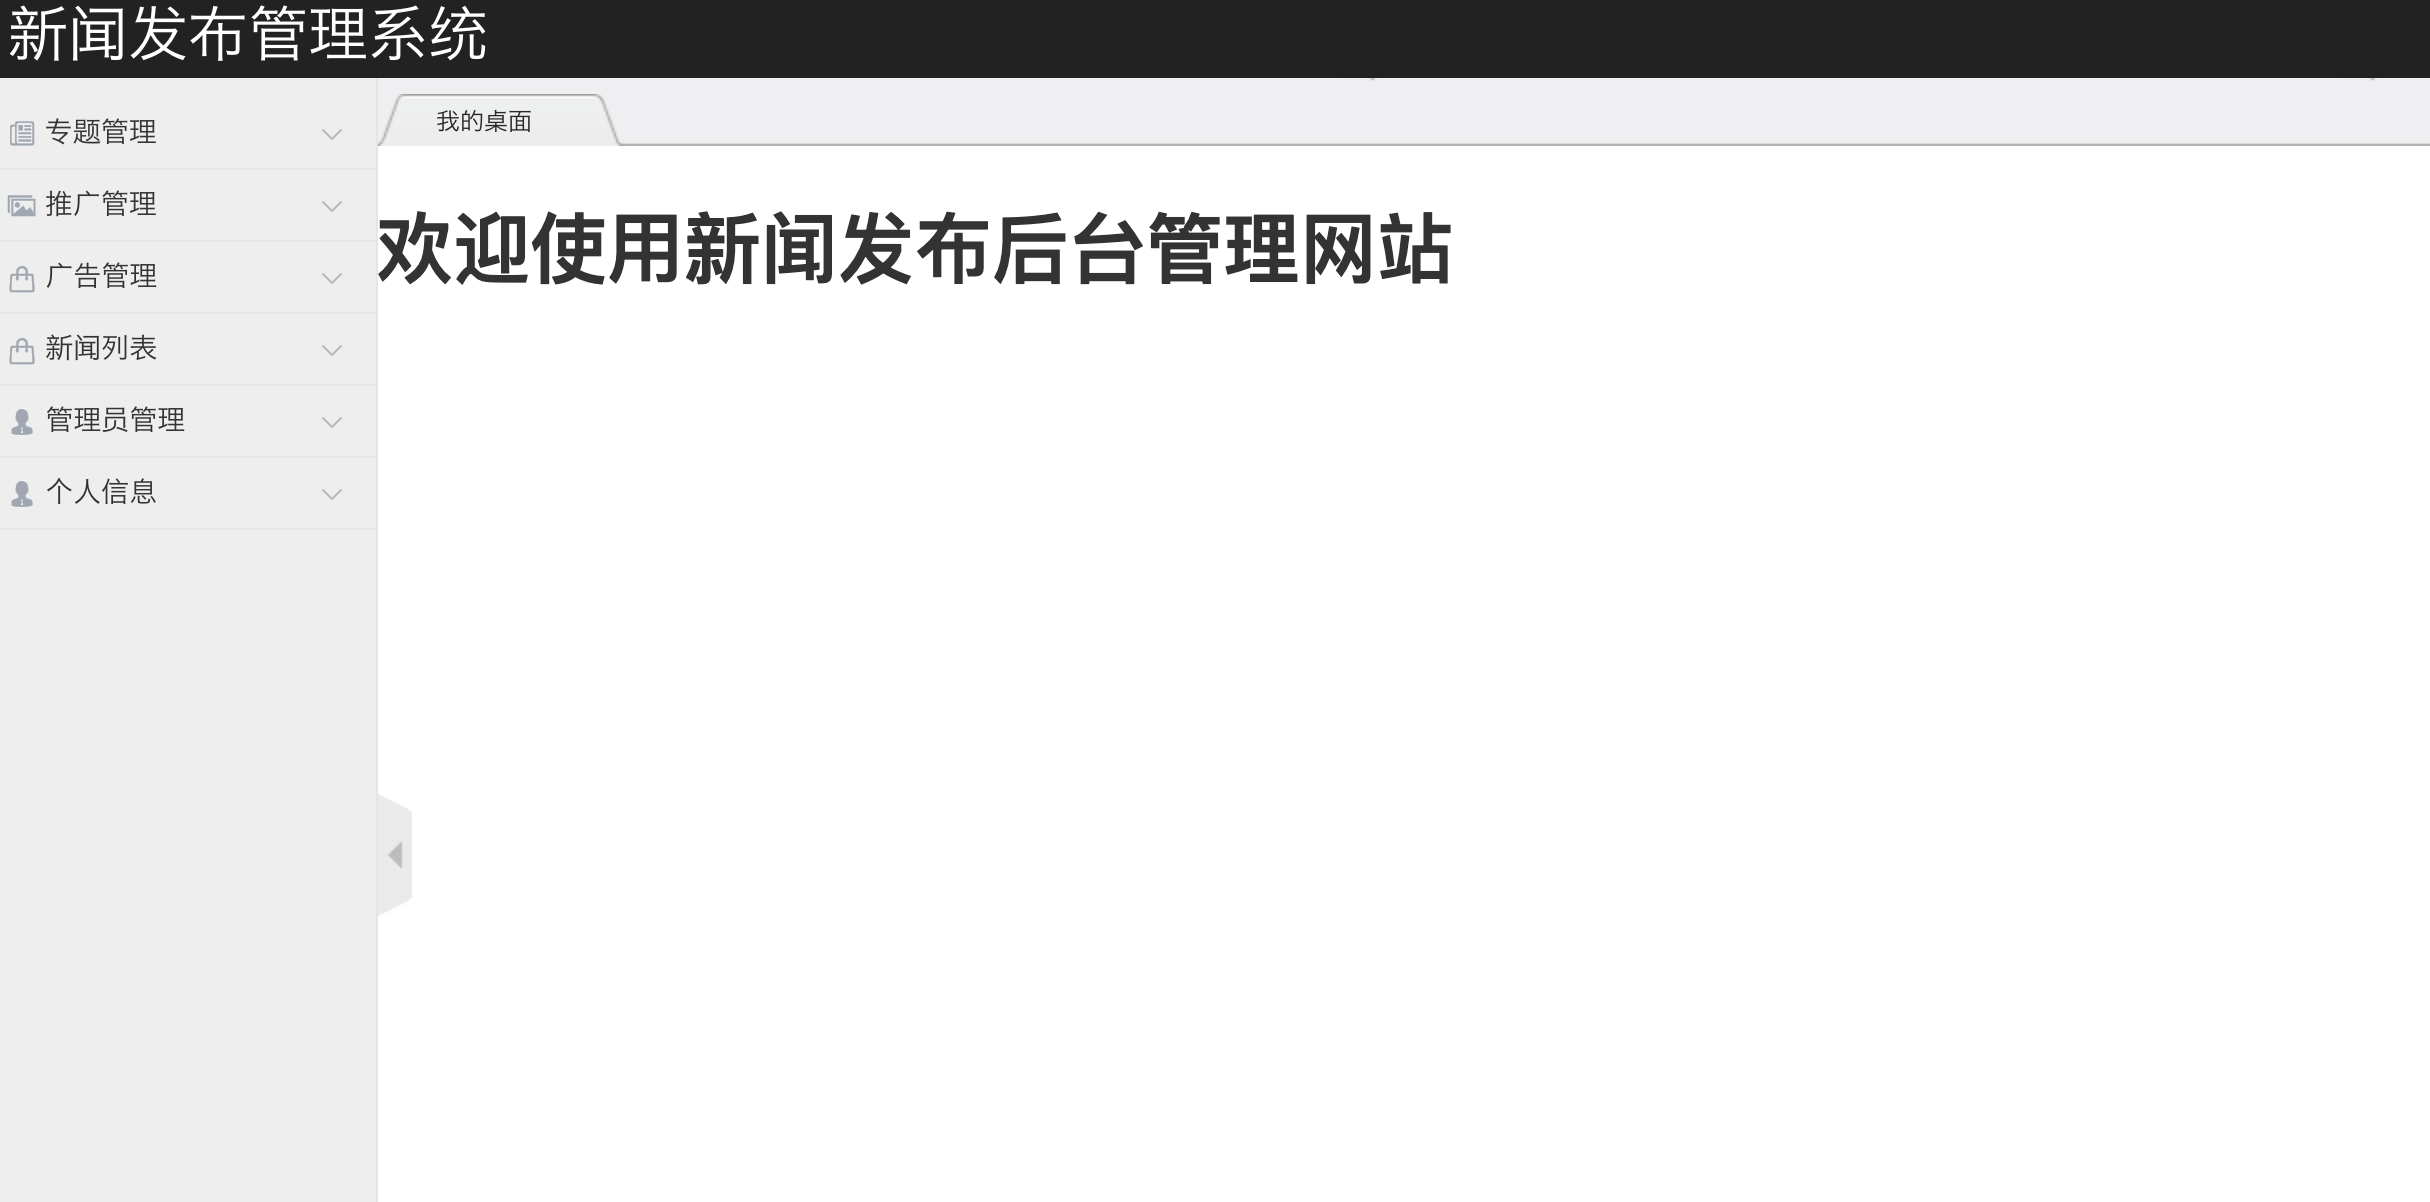 新闻发布管理系统
专题管理
推广管理
广告管理
新闻列表
管理员管理
个人信息
我的桌面
欢迎使用新闻发布后台管理网站